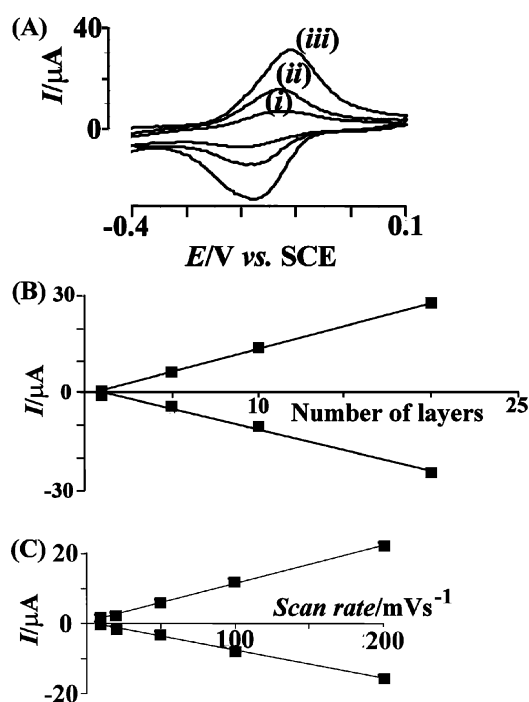 (A)
40
I/µA
0
(iii)
(ii)
(i)
-0.4
0.1
E/V vs. SCE
(B)
30
I/µA
0
10
Number of layers
25
-30
(C)
20
I/µA
0
Scan rate/mVs⁻¹
100
200
-20